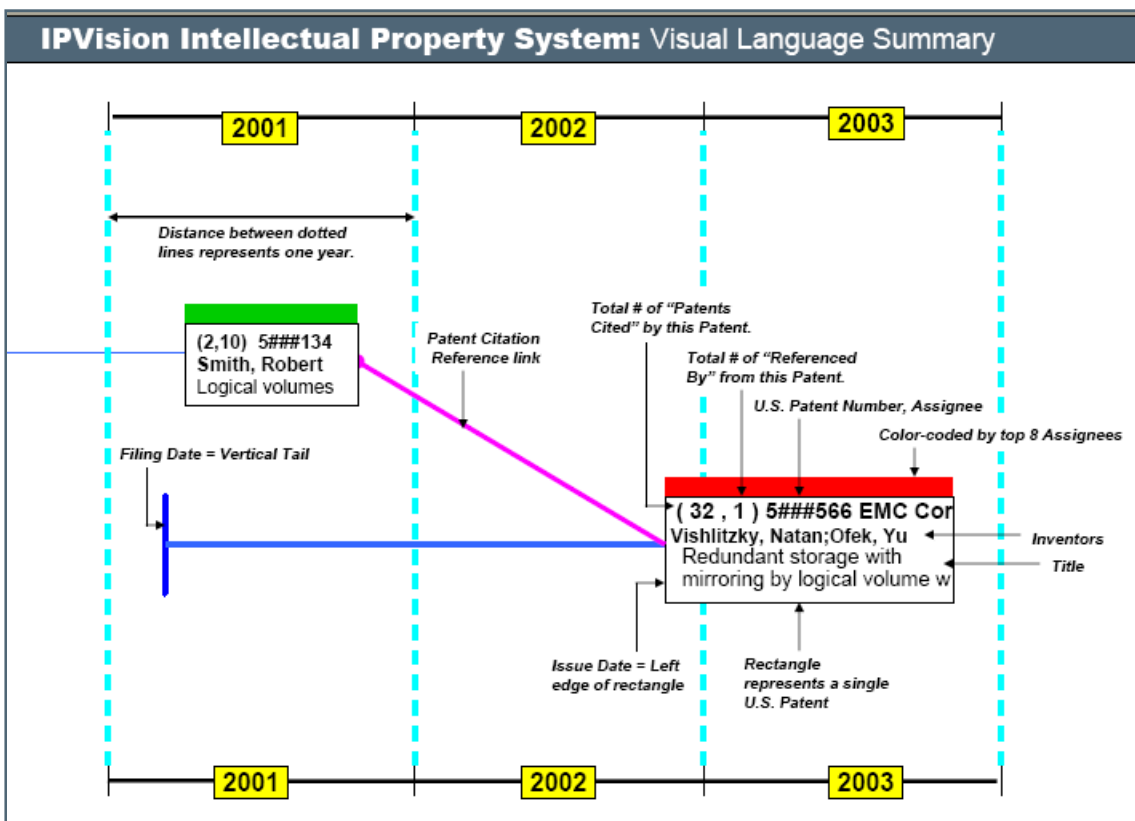 IPVision Intellectual Property System: Visual Language Summary
2001
2002
2003
Distance between dotted
lines represents one year.
Total # of “Patents
Cited” by this Patent.
(2,10) 5###134
Smith, Robert
Logical volumes
Patent Citation
Reference link
Total # of “Referenced
By” from this Patent.
U.S. Patent Number, Assignee
Color-coded by top 8 Assignees
Filing Date = Vertical Tail
( 32 , 1 ) 5###566 EMC Cor
Vishlitzky, Natan;Ofek, Yu
Redundant storage with
mirroring by logical volume w
Inventors
Title
Issue Date = Left
edge of rectangle
Rectangle
represents a single
U.S. Patent
2001
2002
2003